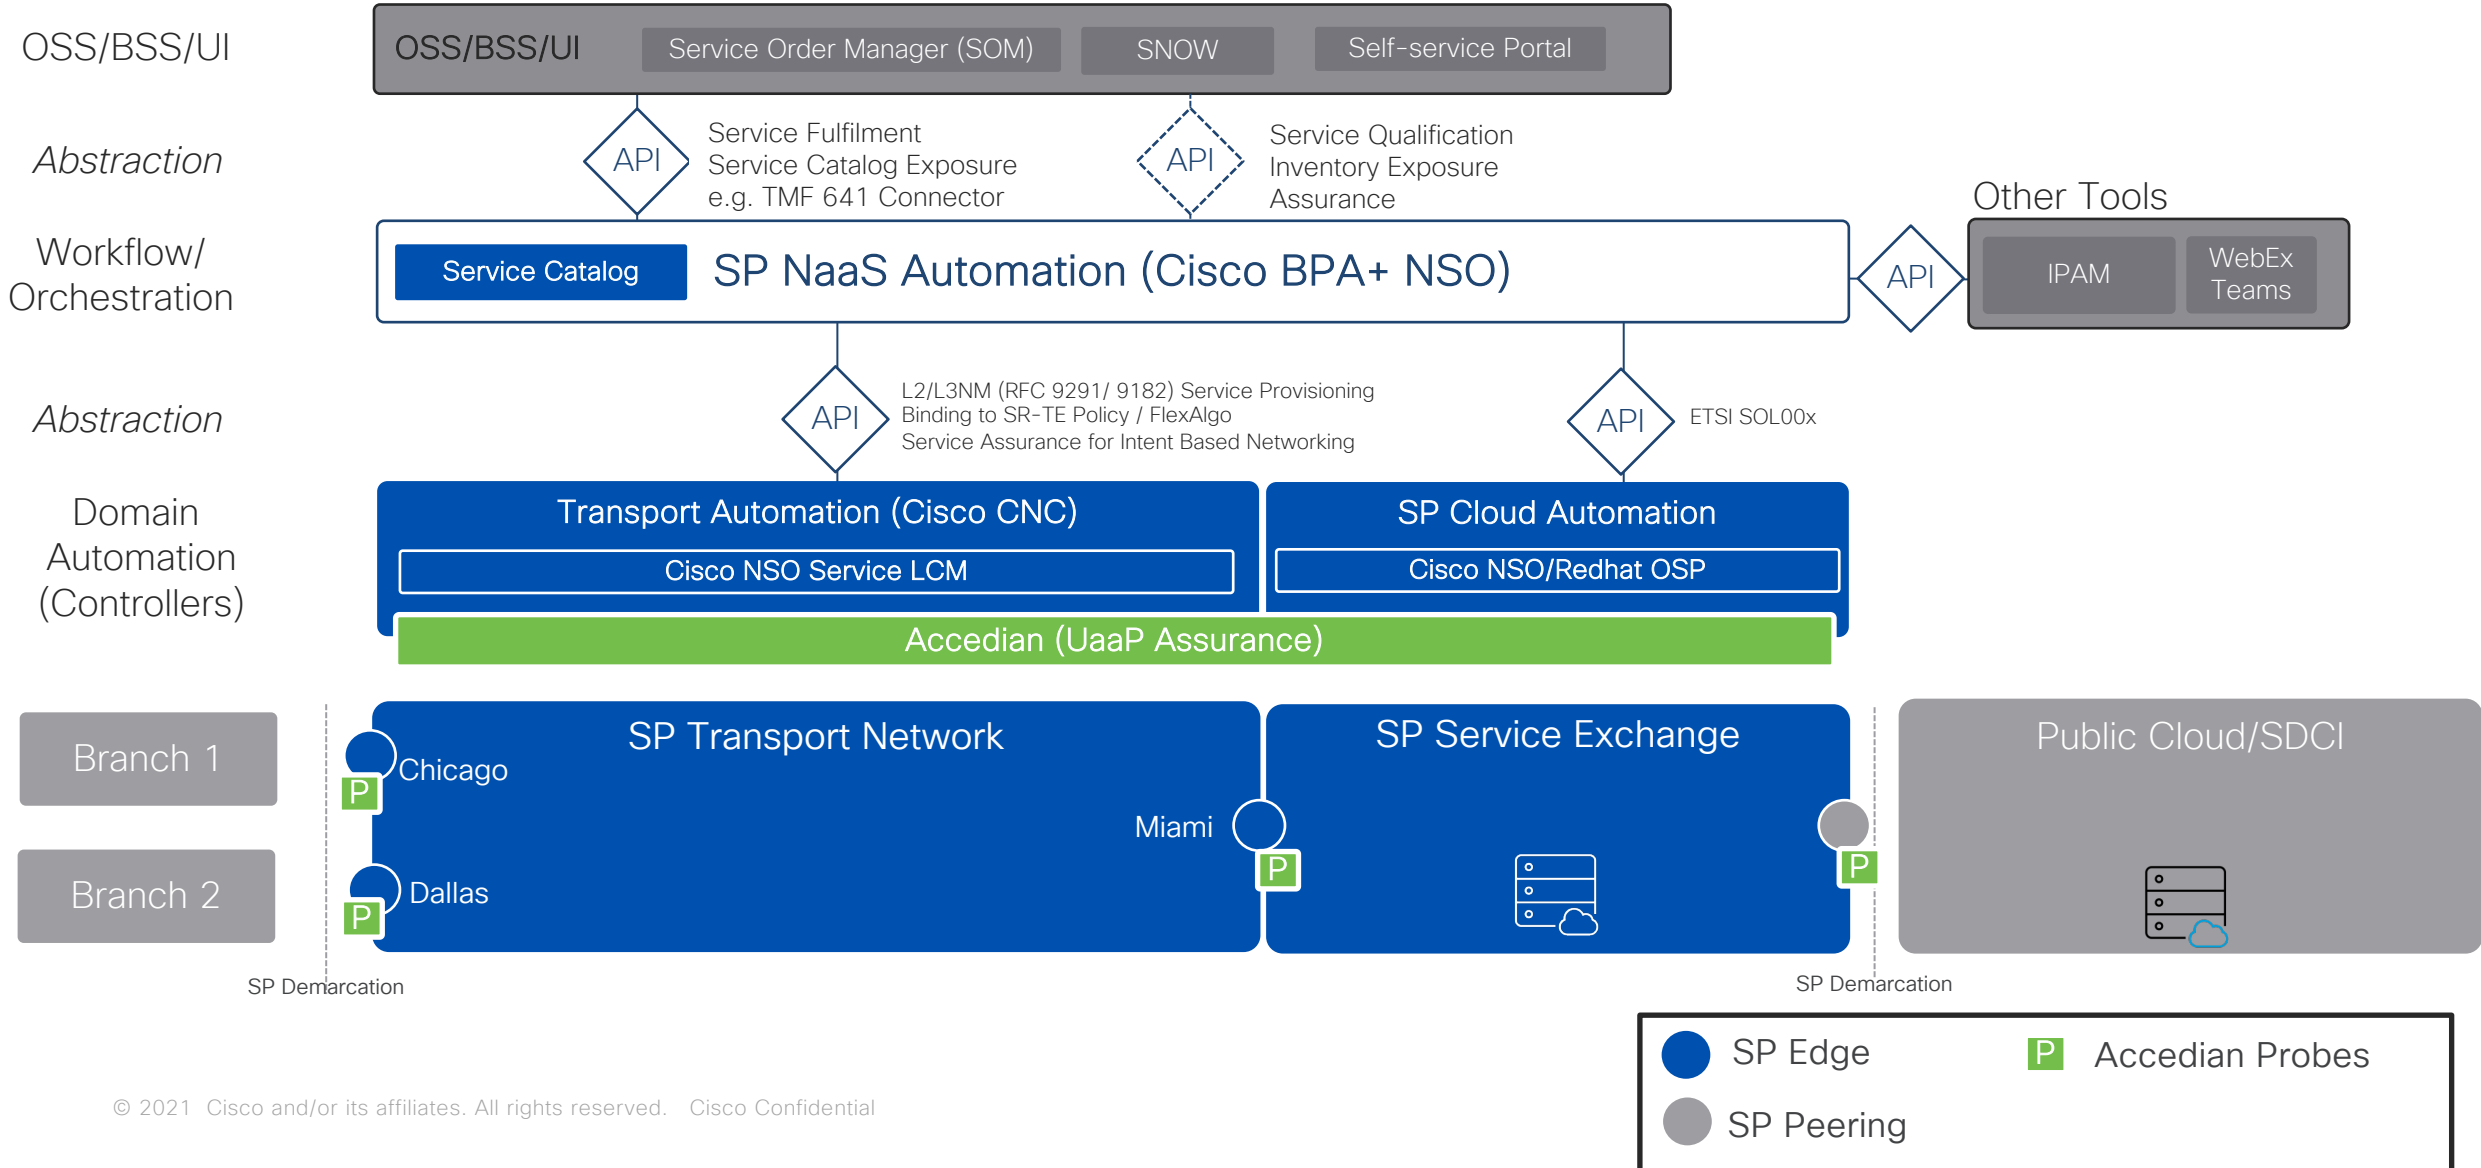 OSS/BSS/UI
OSS/BSS/UI
Service Order Manager (SOM)
SNOW
Self-service Portal
Abstraction
API
Service Fulfilment
Service Catalog Exposure
e.g. TMF 641 Connector
API
Service Qualification
Inventory Exposure
Assurance
Other Tools
Workflow/
Orchestration
Service Catalog
SP NaaS Automation (Cisco BPA+ NSO)
API
IPAM
WebEx
Teams
Abstraction
API
L2/L3NM (RFC 9291/ 9182) Service Provisioning
Binding to SR-TE Policy / FlexAlgo
Service Assurance for Intent Based Networking
API
ETSI SOL00x
Domain
Automation
(Controllers)
Transport Automation (Cisco CNC)
Cisco NSO Service LCM
SP Cloud Automation
Cisco NSO/Redhat OSP
Accedian (UaaP Assurance)
Branch 1
Branch 2
SP Transport Network
Chicago
P
Dallas
P
Miami
P
SP Service Exchange
P
Public Cloud/SDCI
SP Demarcation
SP Demarcation
SP Edge
P
Accedian Probes
SP Peering
© 2021 Cisco and/or its affiliates. All rights reserved. Cisco Confidential